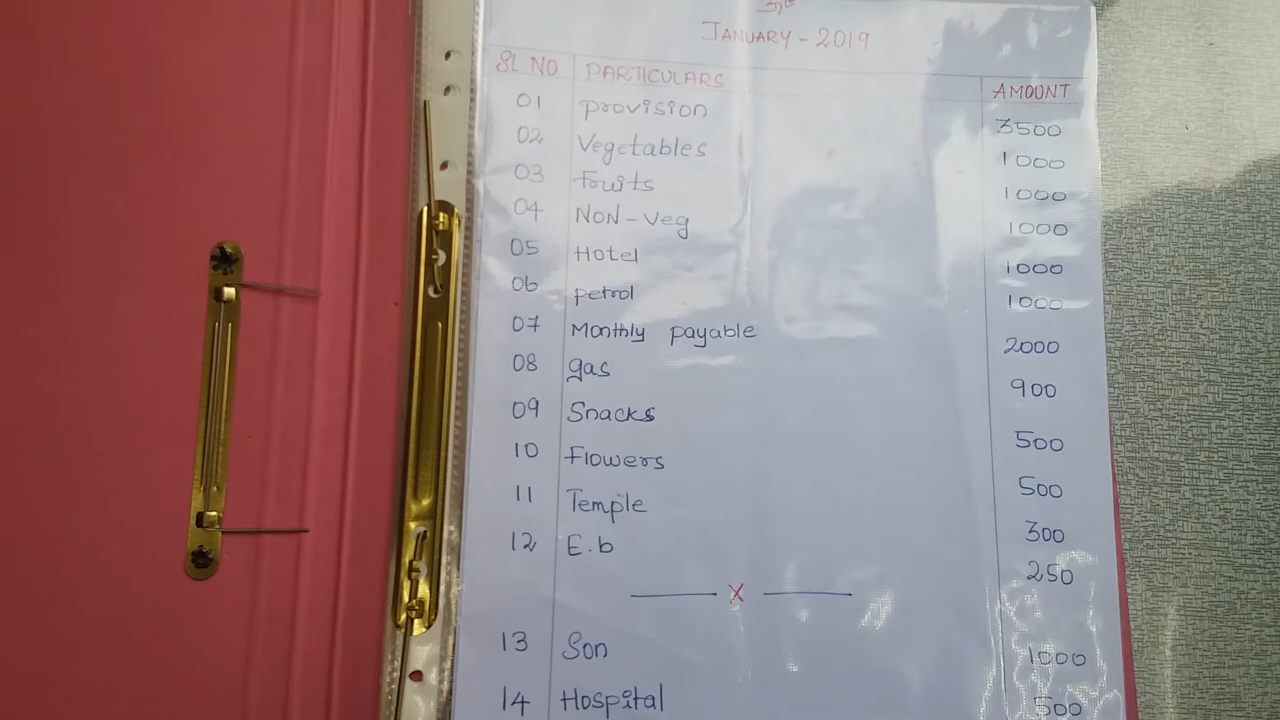 JANUARY - 2019
SL NO PARTICULARS AMOUNT
01 provision 3500
02 Vegetables 1000
03 fruits 1000
04 NON-Veg 1000
05 Hotel 1000
06 petrol 1000
07 Monthly payable 2000
08 gas 900
09 Snacks 500
10 Flowers 500
11 Temple 300
12 E.b 250
X
13 Son 1000
14 Hospital 500